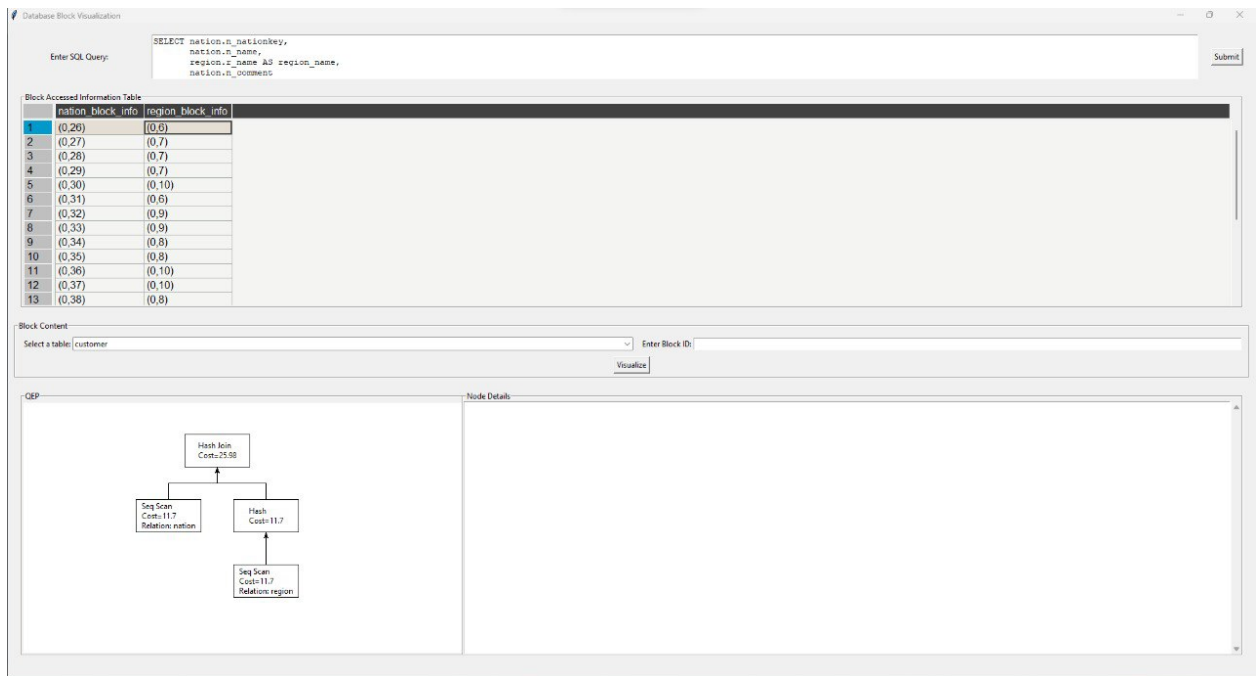 Database Block Visualization
Enter SQL Query:
SELECT nation.n_nationkey,
nation.n_name,
region.r_name AS region_name,
nation.n_comment
Submit
Block Accessed Information Table
nation_block_info region_block_info
1 (0,26) (0,6)
2 (0,27) (0,7)
3 (0,28) (0,7)
4 (0,29) (0,7)
5 (0,30) (0,10)
6 (0,31) (0,6)
7 (0,32) (0,9)
8 (0,33) (0,9)
9 (0,34) (0,8)
10 (0,35) (0,8)
11 (0,36) (0,10)
12 (0,37) (0,10)
13 (0,38) (0,8)
Block Content
Select a table: customer Enter Block ID:
Visualize
QEP
Hash Join
Cost=25.98
Seq Scan
Cost=11.7
Relation: nation
Hash
Cost=11.7
Seq Scan
Cost=11.7
Relation: region
Node Details